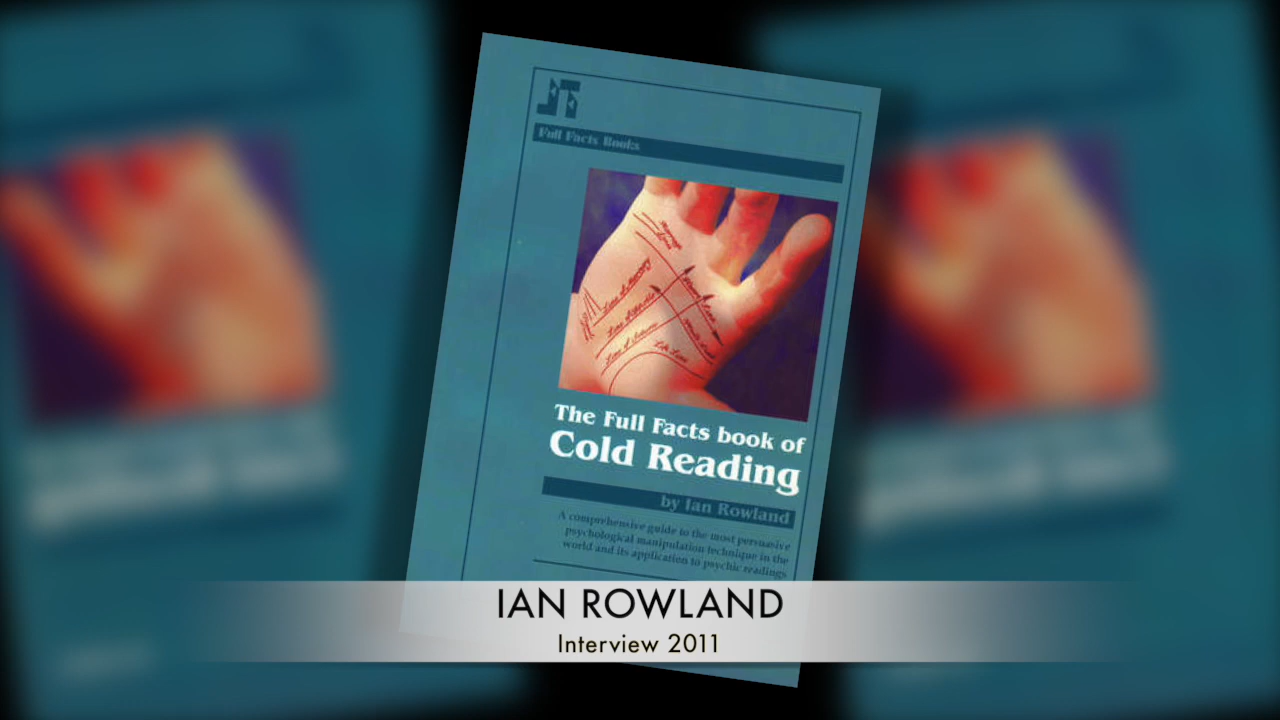 Full Facts Books
The Full Facts book of
Cold Reading
by Ian Rowland
A comprehensive guide to the most persuasive
psychological manipulation technique in the
world and its application to psychic readings
IAN ROWLAND
Interview 2011